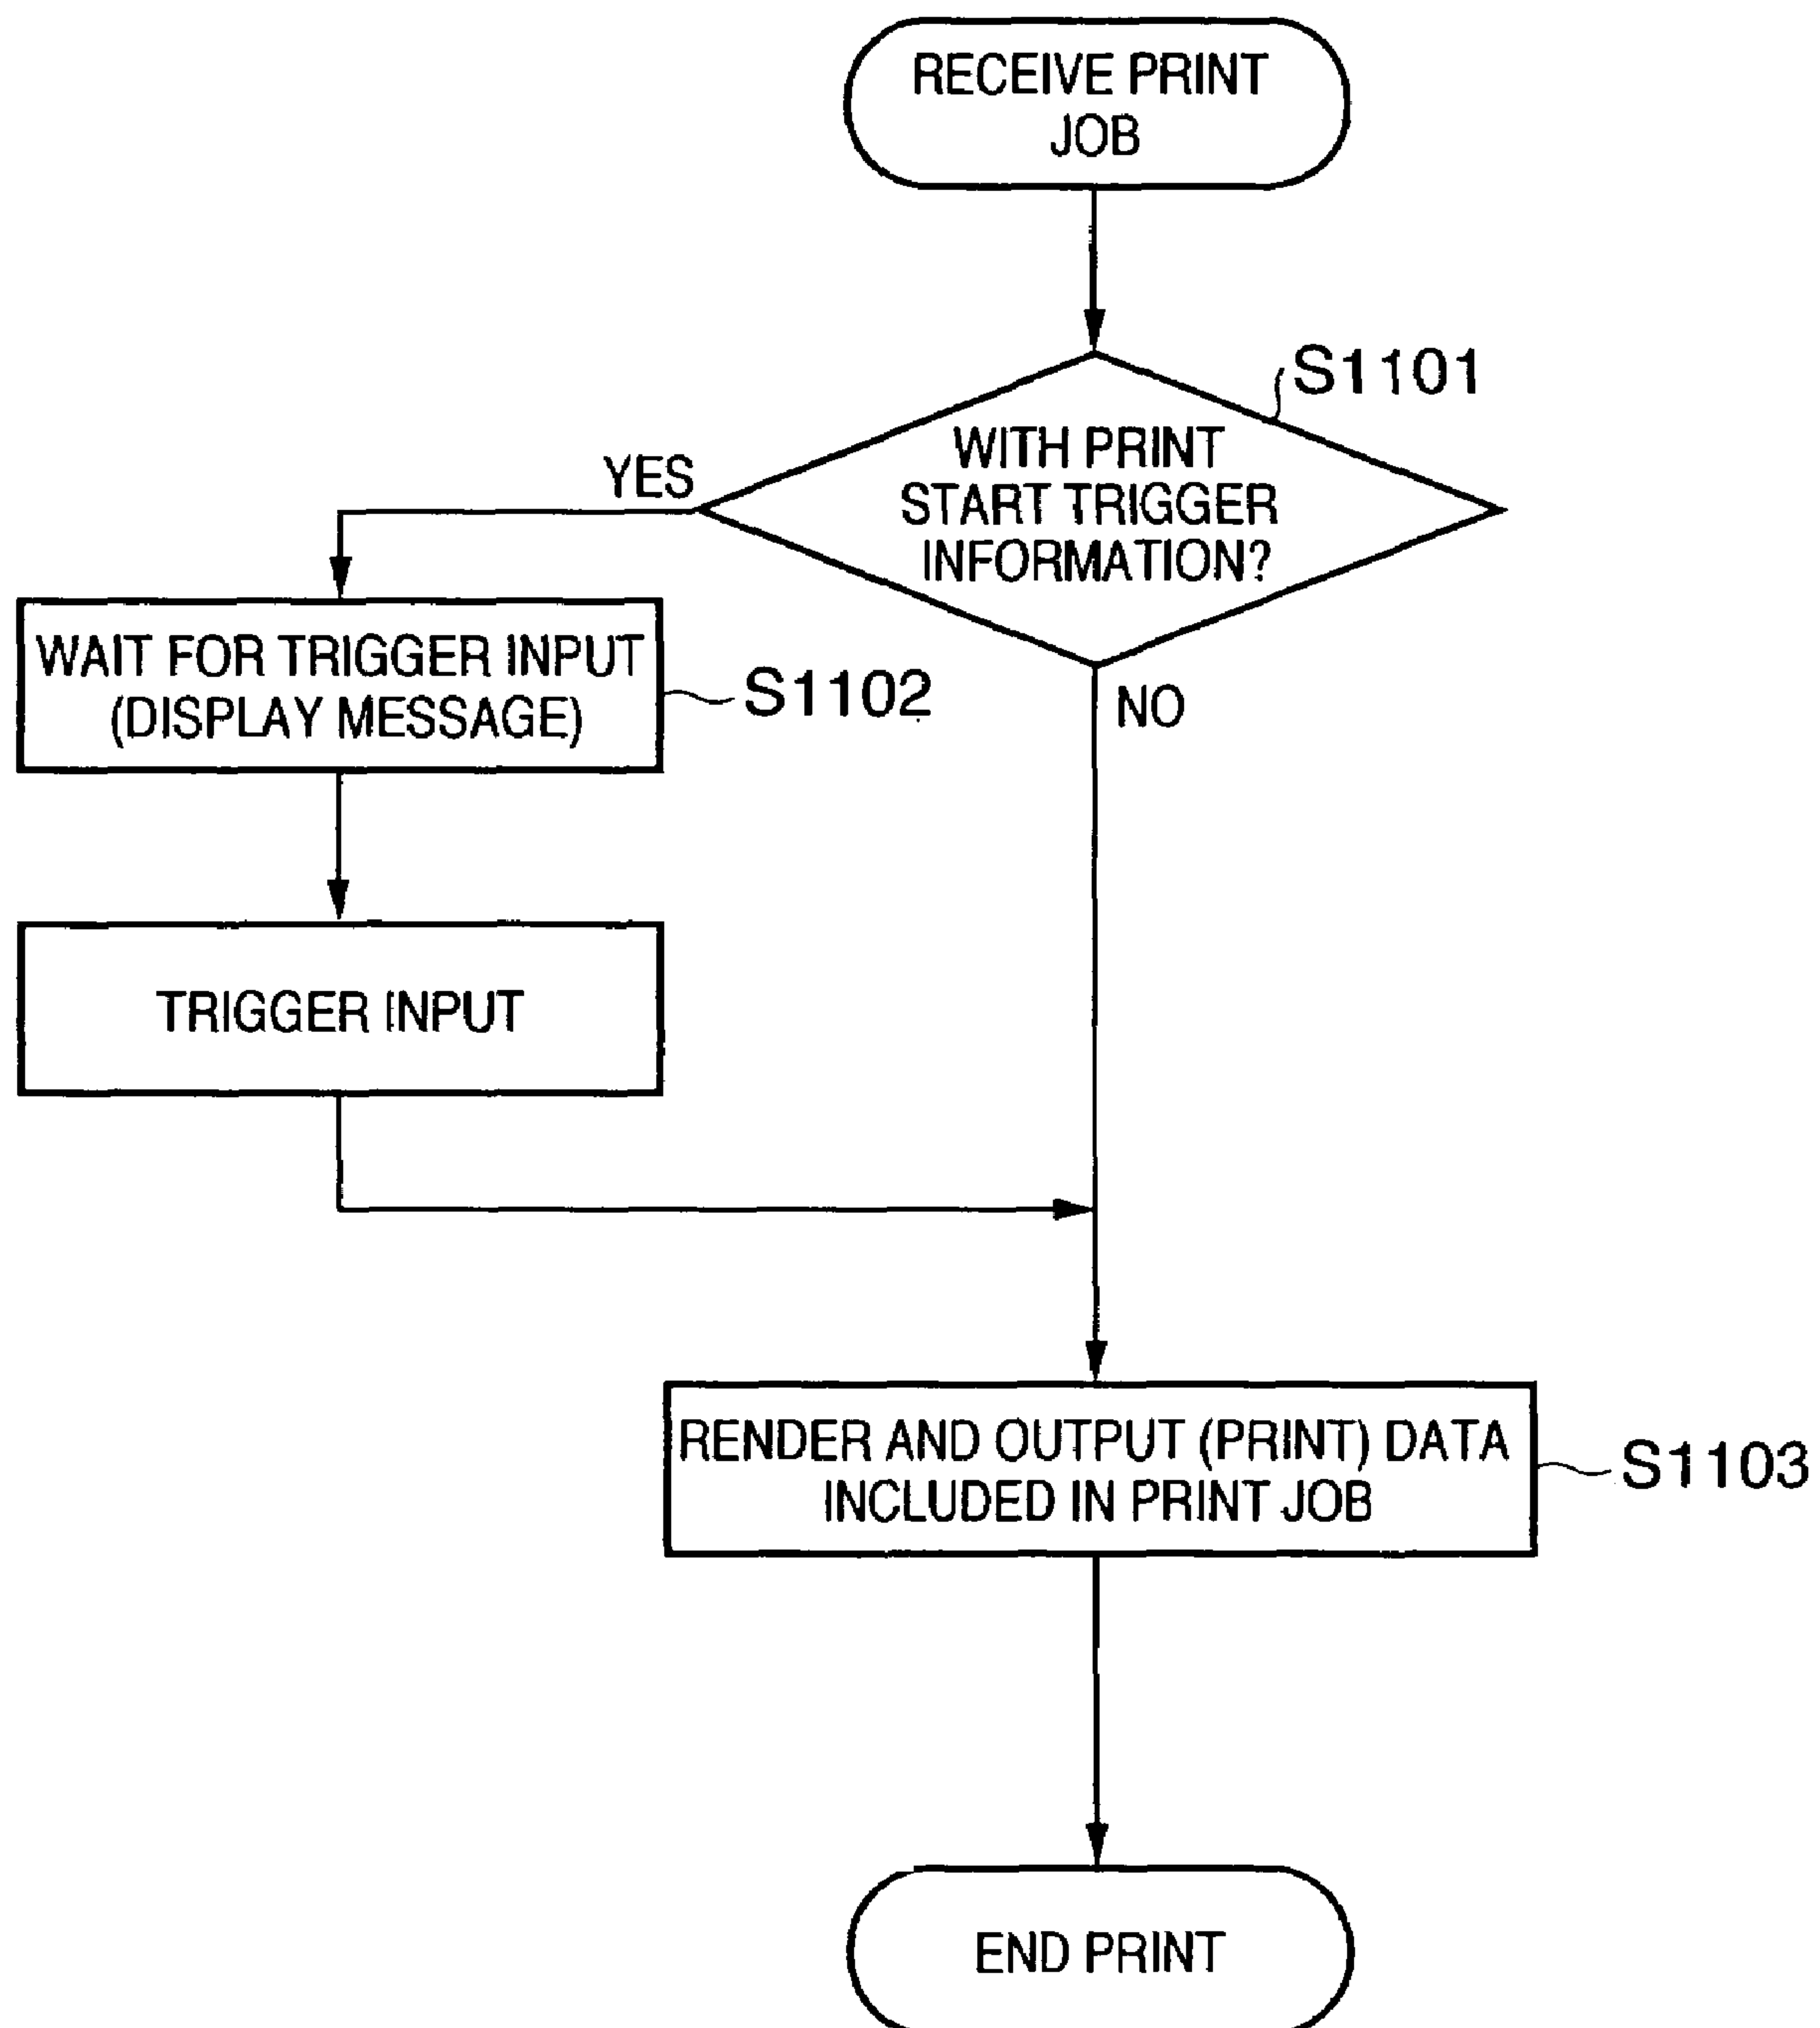 RECEIVE PRINT
JOB
S1101
WITH PRINT
START TRIGGER
INFORMATION?
YES
NO
WAIT FOR TRIGGER INPUT
(DISPLAY MESSAGE)
S1102
TRIGGER INPUT
RENDER AND OUTPUT (PRINT) DATA
INCLUDED IN PRINT JOB
S1103
END PRINT